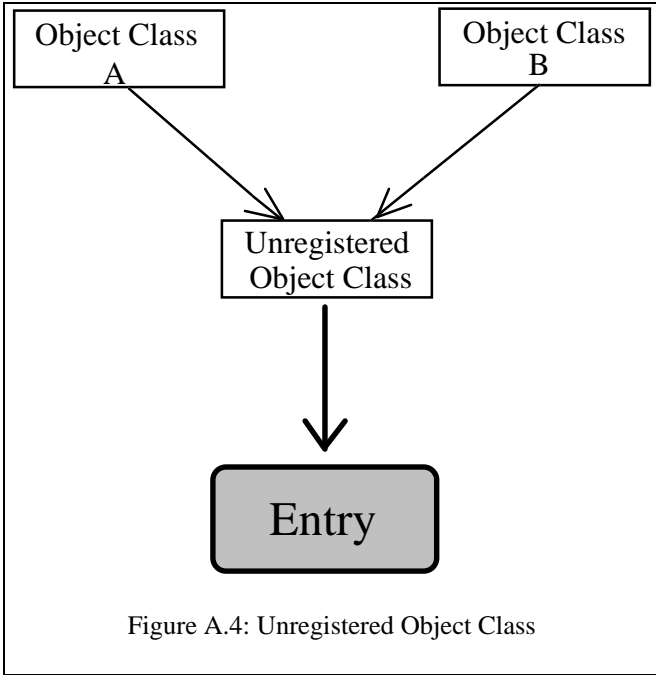 Object Class
A
Object Class
B
Unregistered
Object Class
Entry
Figure A.4: Unregistered Object Class